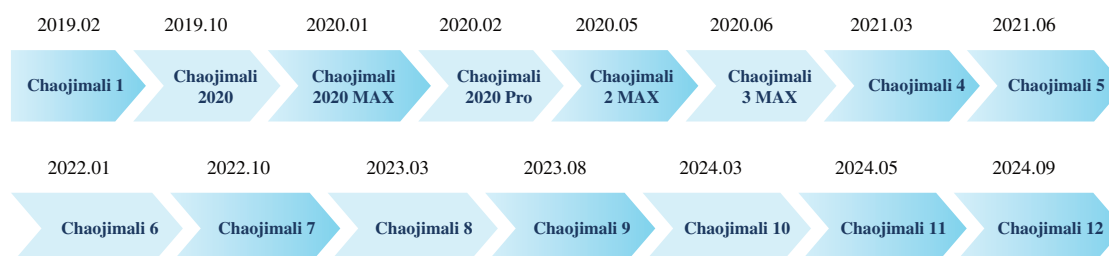 2019.02 2019.10 2020.01 2020.02 2020.05 2020.06 2021.03 2021.06
Chaojimali 1
Chaojimali
2020
Chaojimali
2020 MAX
Chaojimali
2020 Pro
Chaojimali
2 MAX
Chaojimali
3 MAX
Chaojimali 4
Chaojimali 5
2022.01 2022.10 2023.03 2023.08 2024.03 2024.05 2024.09
Chaojimali 6
Chaojimali 7
Chaojimali 8
Chaojimali 9
Chaojimali 10
Chaojimali 11
Chaojimali 12